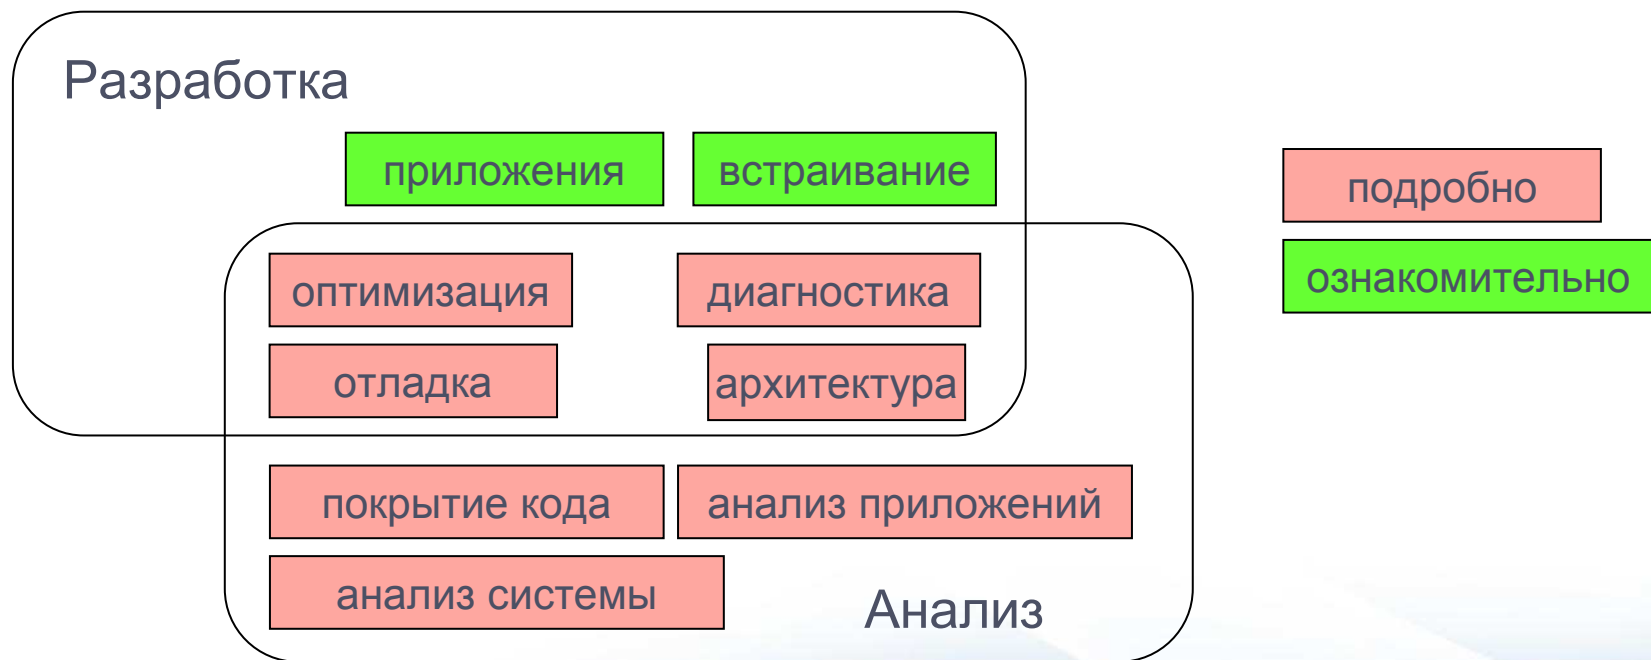 Разработка
приложения
встраивание
оптимизация
диагностика
отладка
архитектура
покрытие кода
анализ приложений
анализ системы
Анализ
подробно
ознакомительно